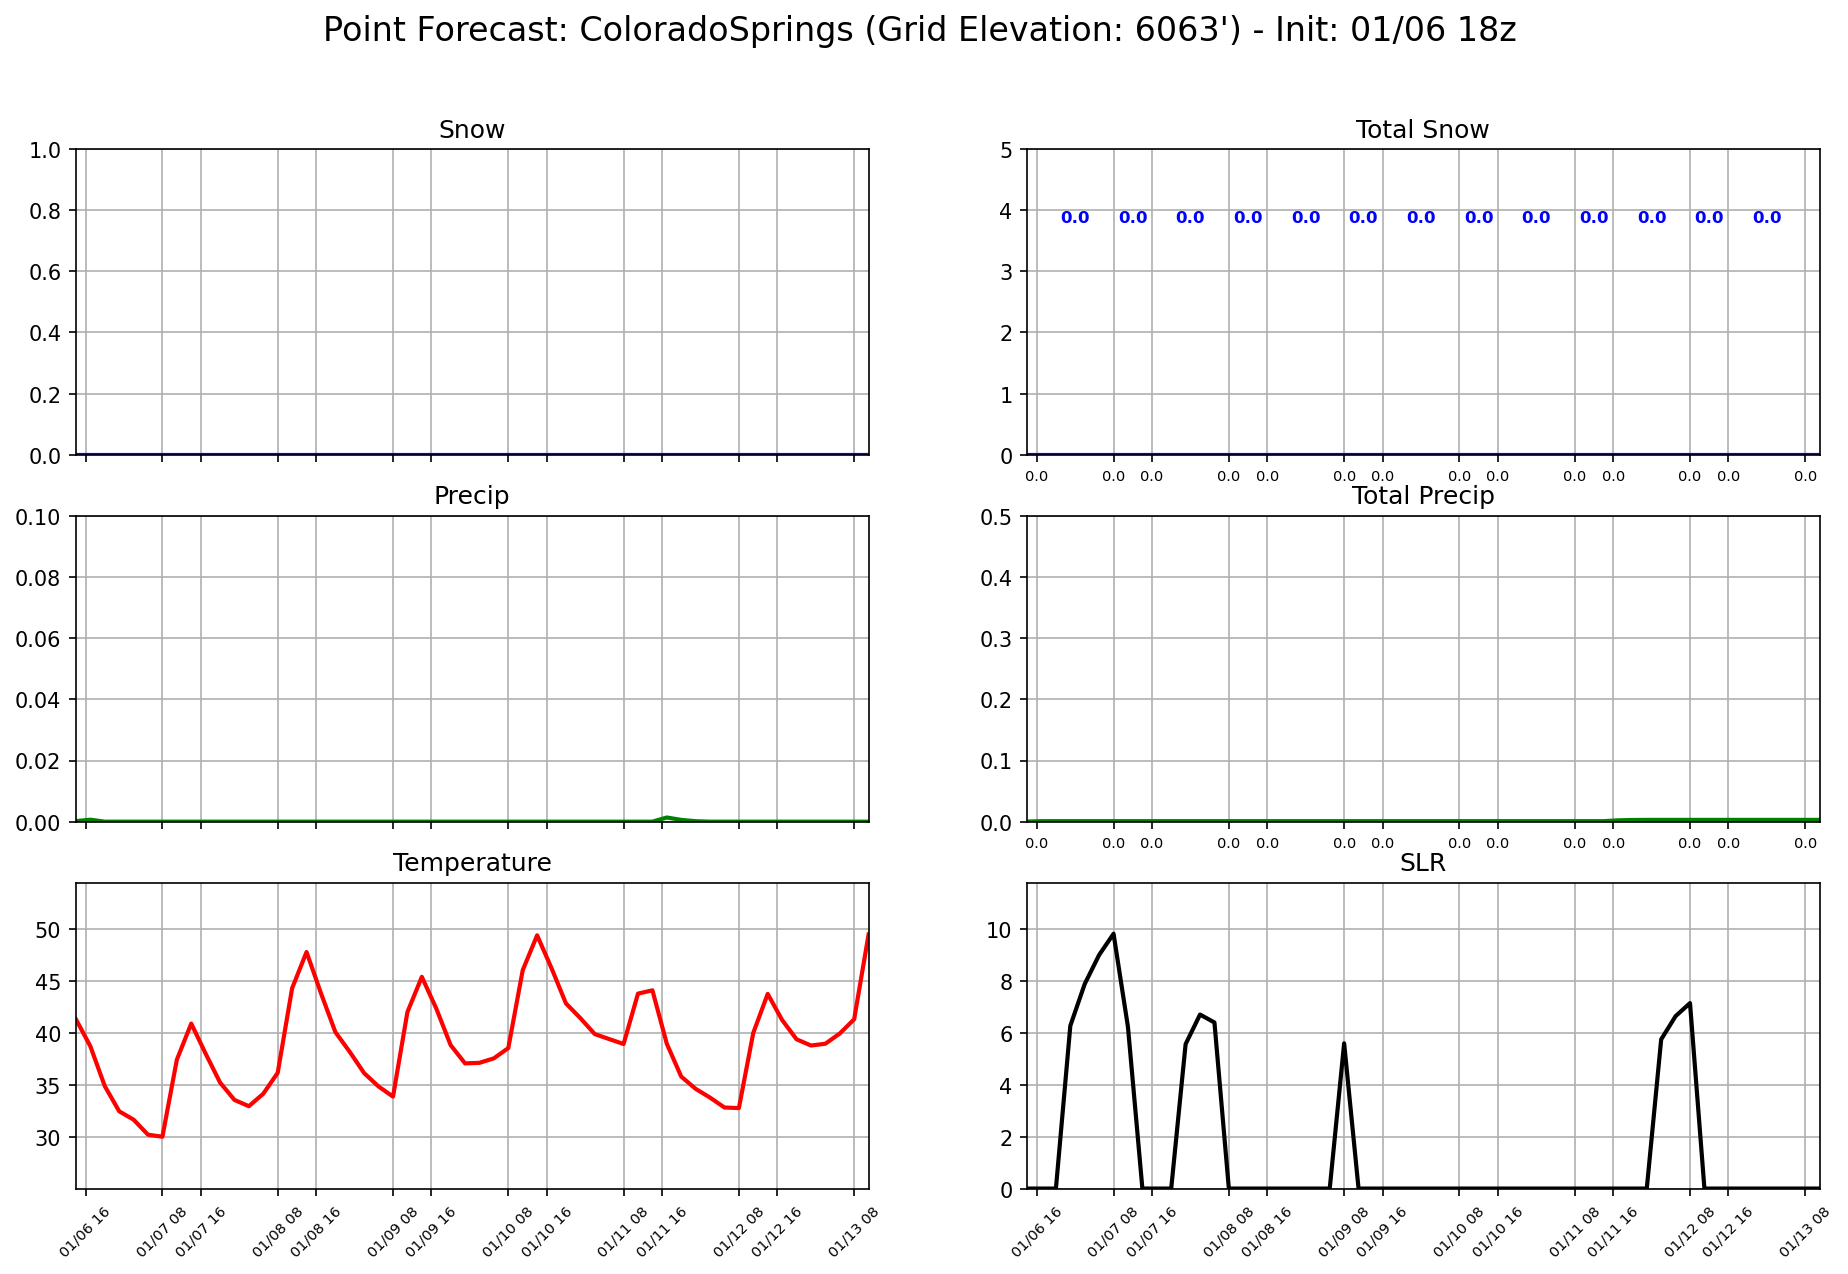 Point Forecast: ColoradoSprings (Grid Elevation: 6063') - Init: 01/06 18z
Snow
1.0
0.8
0.6
0.4
0.2
0.0
Total Snow
5
4
3
2
1
0
0.0 0.0 0.0 0.0 0.0 0.0 0.0 0.0 0.0 0.0 0.0 0.0 0.0
0.0 0.0 0.0 0.0 0.0 0.0 0.0 0.0 0.0 0.0 0.0 0.0 0.0 0.0
Precip
0.10
0.08
0.06
0.04
0.02
0.00
Total Precip
0.5
0.4
0.3
0.2
0.1
0.0
0.0 0.0 0.0 0.0 0.0 0.0 0.0 0.0 0.0 0.0 0.0 0.0 0.0 0.0
Temperature
50
45
40
35
30
01/06 16 01/07 08 01/07 16 01/08 08 01/08 16 01/09 08 01/09 16 01/10 08 01/10 16 01/11 08 01/11 16 01/12 08 01/12 16 01/13 08
SLR
10
8
6
4
2
0
01/06 16 01/07 08 01/07 16 01/08 08 01/08 16 01/09 08 01/09 16 01/10 08 01/10 16 01/11 08 01/11 16 01/12 08 01/12 16 01/13 08